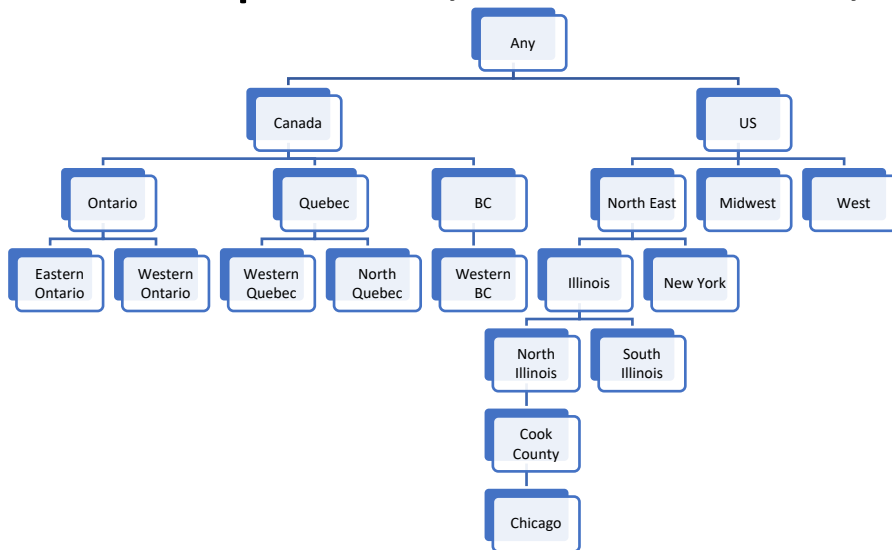 Any
Canada
US
Ontario
Quebec
BC
North East
Midwest
West
Eastern
Ontario
Western
Ontario
Western
Quebec
North
Quebec
Western
BC
Illinois
New York
North
Illinois
South
Illinois
Cook
County
Chicago